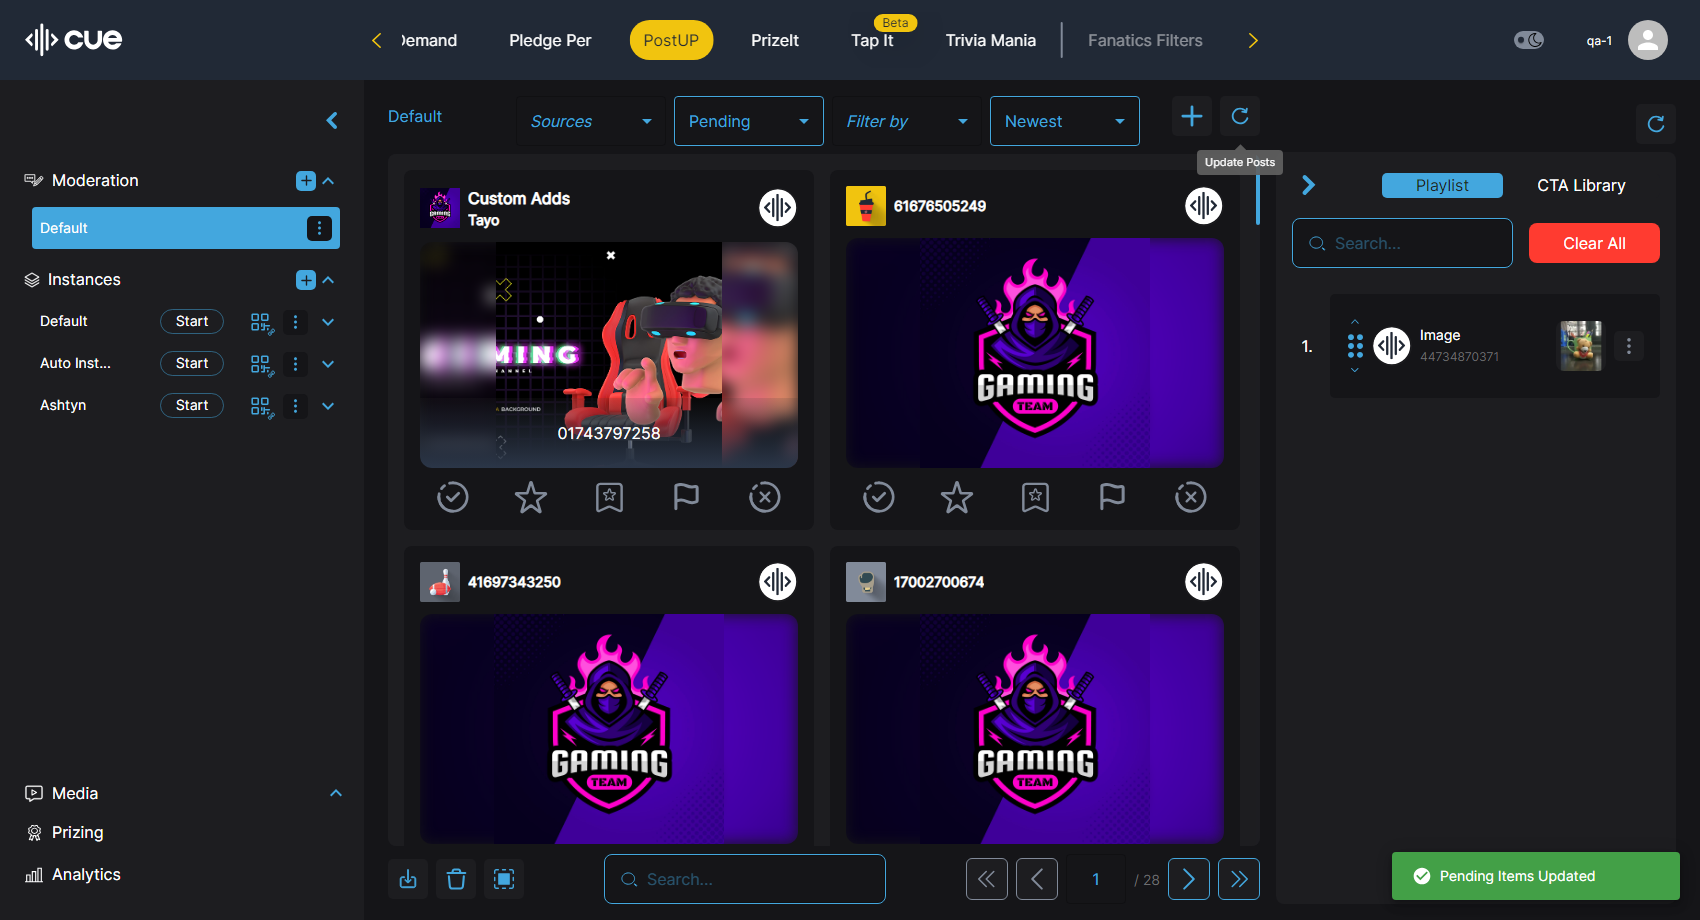 cue
Demand
Pledge Per
PostUP
PrizeIt
Beta
Tap It
Trivia Mania
Fanatics Filters
qa-1
Default
Sources
Pending
Filter by
Newest
Update Posts
Moderation
Default
Instances
Default
Start
Auto Inst...
Start
Ashtyn
Start
Media
Prizing
Analytics
Custom Adds
Tayo
BACKGROUND
01743797258
61676505249
GAMING
TEAM
41697343250
GAMING
TEAM
17002700674
GAMING
TEAM
Search...
1
/ 28
Playlist
CTA Library
Search...
Clear All
1.
Image
44734870371
Pending Items Updated